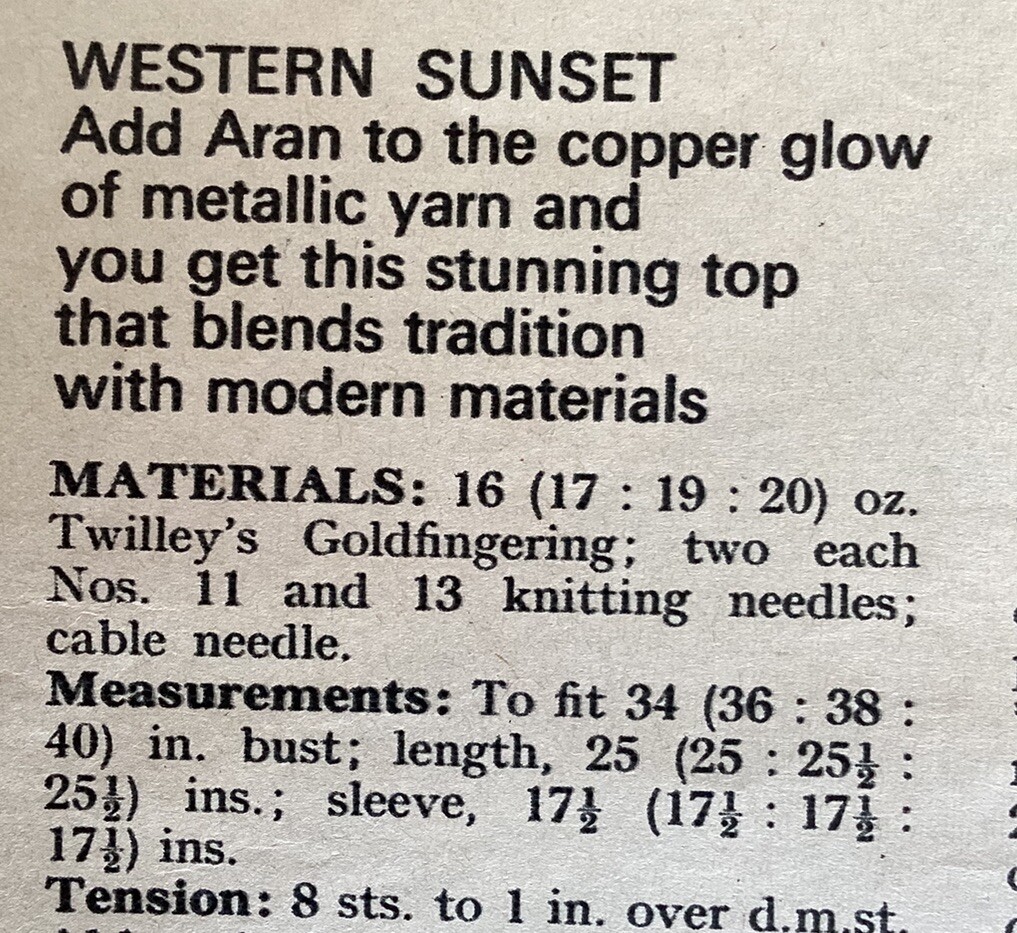 WESTERN SUNSET
Add Aran to the copper glow
of metallic yarn and
you get this stunning top
that blends tradition
with modern materials
MATERIALS: 16 (17 : 19 : 20) oz.
Twilley's Goldfingering; two each
Nos. 11 and 13 knitting needles;
cable needle.
Measurements: To fit 34 (36 : 38 :
40) in. bust; length, 25 (25 : 25½ :
25½) ins.; sleeve, 17½ (17½ : 17½ :
17½) ins.
Tension: 8 sts. to 1 in. over d.m.st.